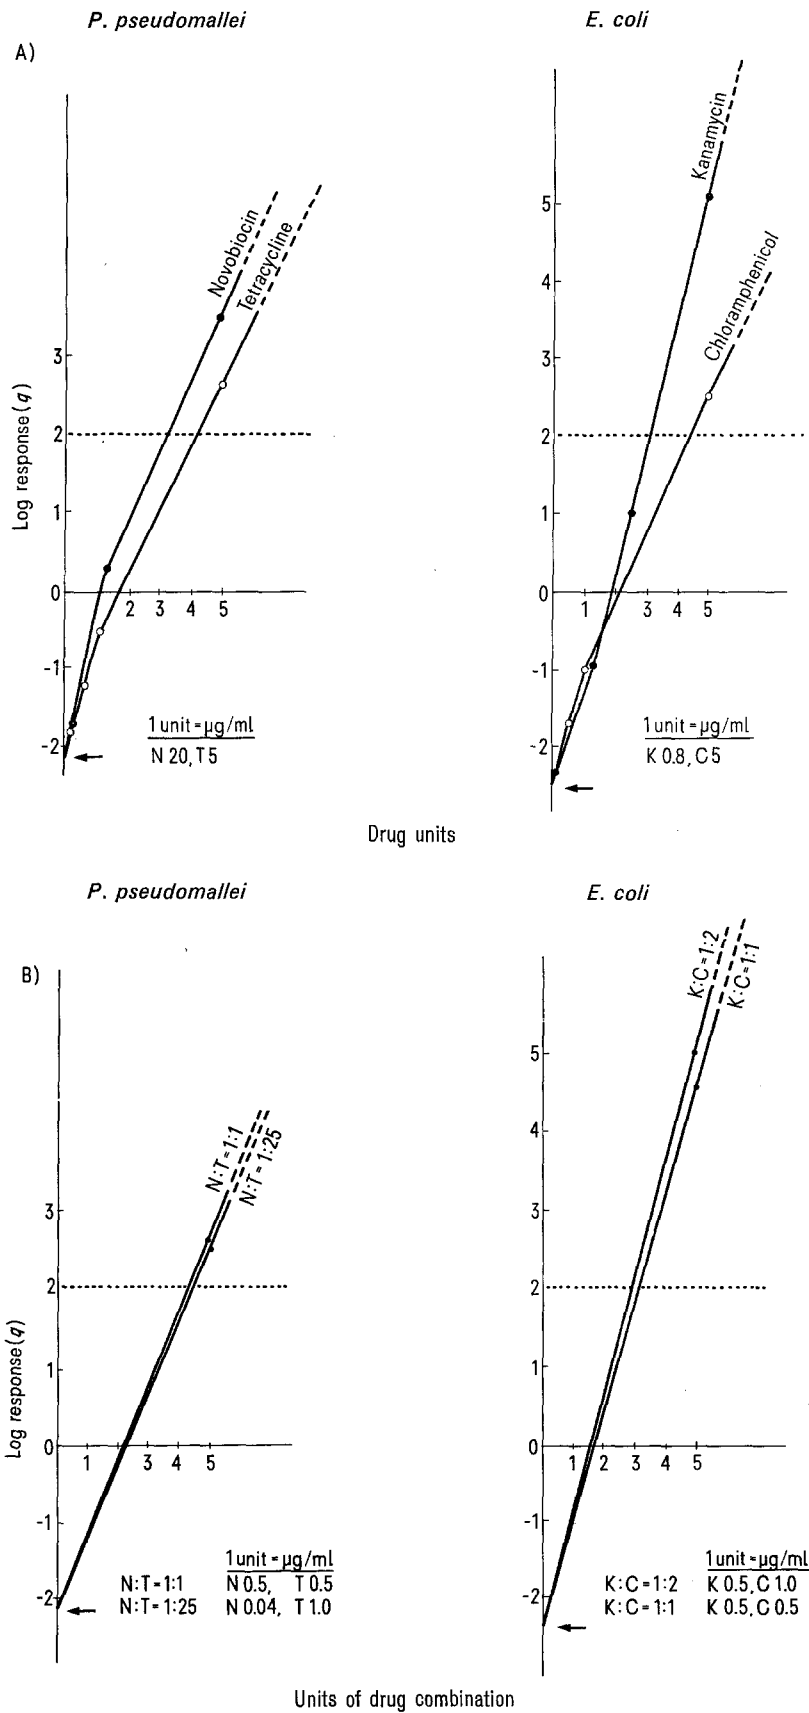 P. pseudomallei
E. coli
A)
Log response (q)
3
2
1
0
-1
-2
2 3 4 5
Novobiocin
Tetracycline
1 unit = µg/ml
N 20, T 5
5
4
3
2
1
0
-1
-2
1 3 4 5
Kanamycin
Chloramphenicol
1 unit = µg/ml
K 0.8, C 5
Drug units
P. pseudomallei
E. coli
B)
Log response (q)
3
2
1
0
-1
-2
1 3 4 5
N:T=1:1
N:T=1:25
1 unit = µg/ml
N:T=1:1 N 0.5, T 0.5
N:T=1:25 N 0.04, T 1.0
5
4
3
2
1
0
-1
-2
1 2 3 4 5
K:C=1:2
K:C=1:1
1 unit = µg/ml
K:C=1:2 K 0.5, C 1.0
K:C=1:1 K 0.5, C 0.5
Units of drug combination